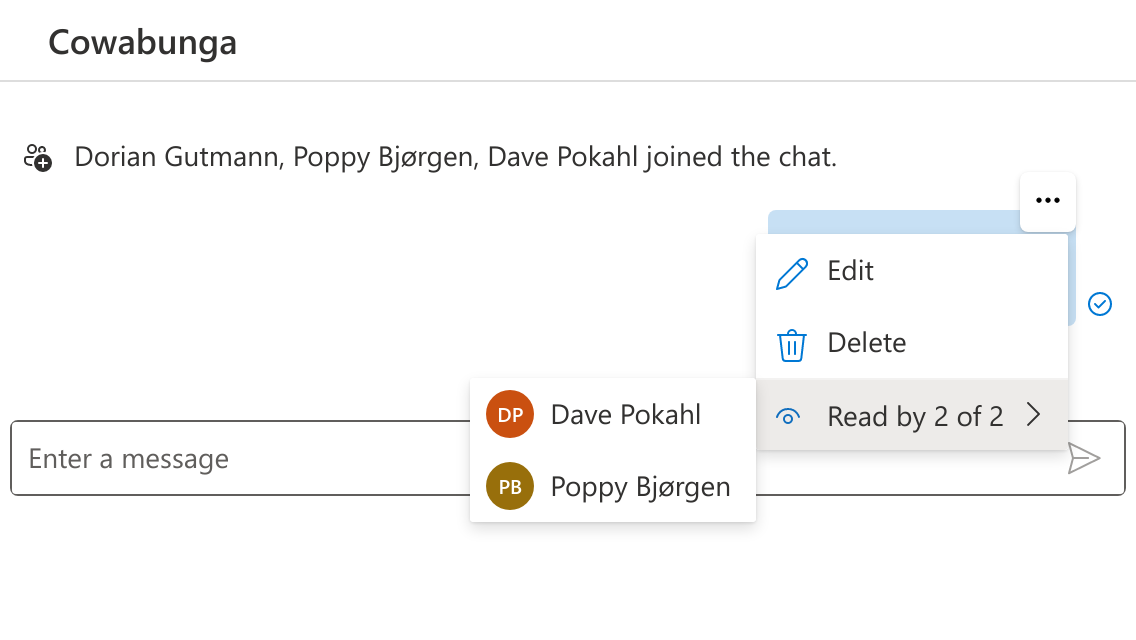 Cowabunga
Dorian Gutmann, Poppy Bjørgen, Dave Pokahl joined the chat.
Edit
Delete
Read by 2 of 2
DP Dave Pokahl
PB Poppy Bjørgen
Enter a message